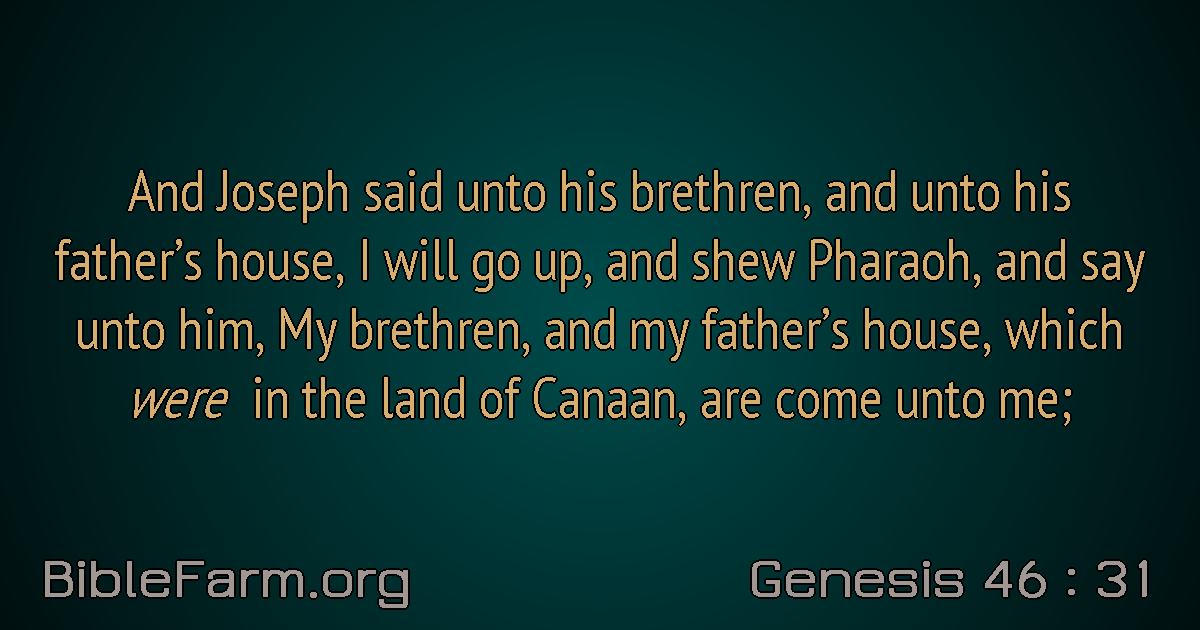 And Joseph said unto his brethren, and unto his
father’s house, I will go up, and shew Pharaoh, and say
unto him, My brethren, and my father’s house, which
were in the land of Canaan, are come unto me;
BibleFarm.org
Genesis 46 : 31